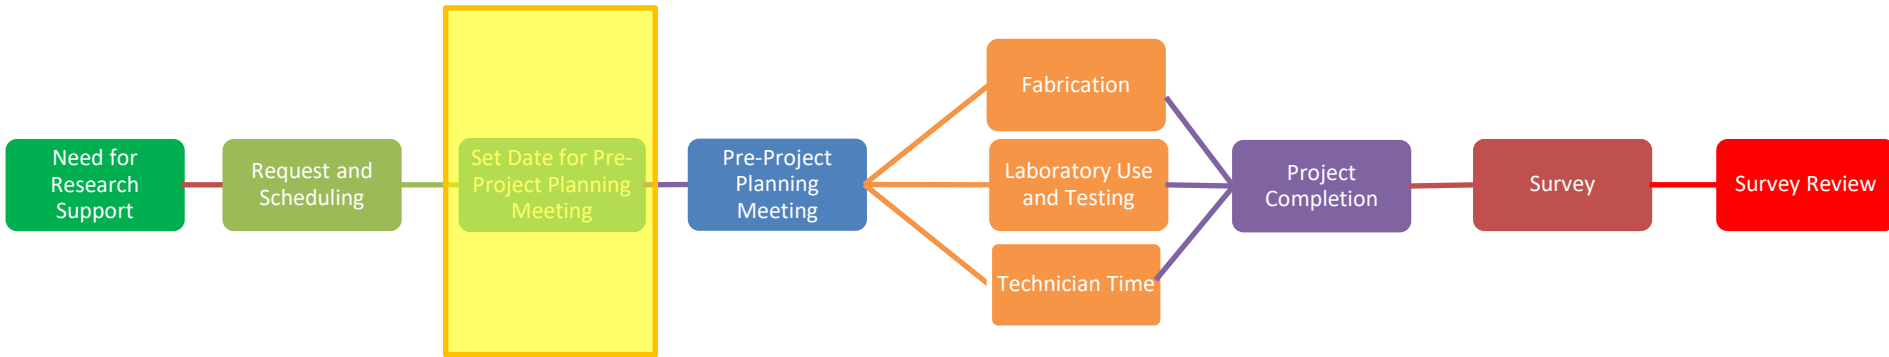 Need for
Research
Support
Request and
Scheduling
Set Date for Pre-
Project Planning
Meeting
Pre-Project
Planning
Meeting
Fabrication
Laboratory Use
and Testing
Technician Time
Project
Completion
Survey
Survey Review